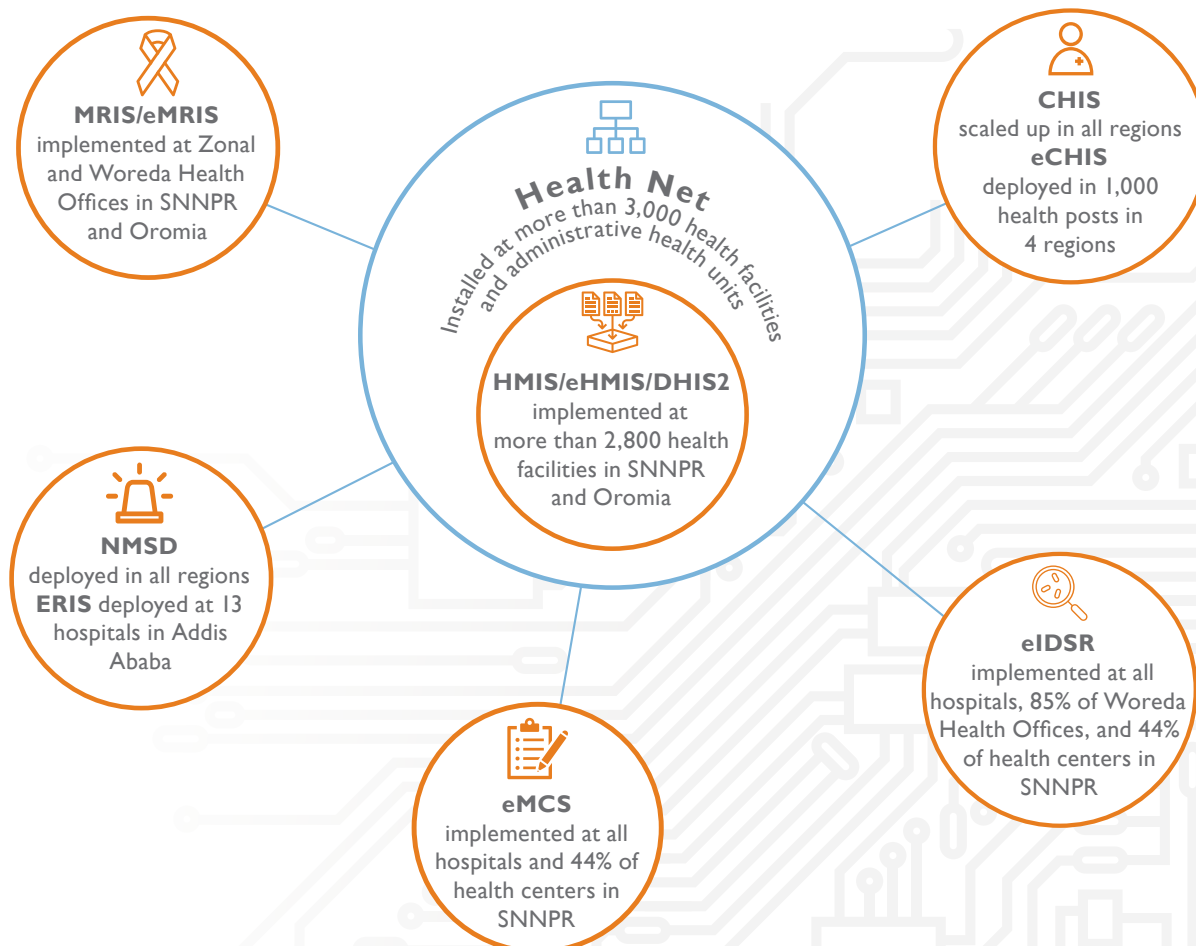 MRIS/eMRIS
implemented at Zonal
and Woreda Health
Offices in SNNPR
and Oromia
Health Net
Installed at more than 3,000 health facilities
and administrative health units
HMIS/eHMIS/DHIS2
implemented at
more than 2,800 health
facilities in SNNPR
and Oromia
CHIS
scaled up in all regions
eCHIS
deployed in 1,000
health posts in
4 regions
NMSD
deployed in all regions
ERIS deployed at 13
hospitals in Addis
Ababa
eMCS
implemented at all
hospitals and 44% of
health centers in
SNNPR
eIDSR
implemented at all
hospitals, 85% of Woreda
Health Offices, and 44%
of health centers in
SNNPR